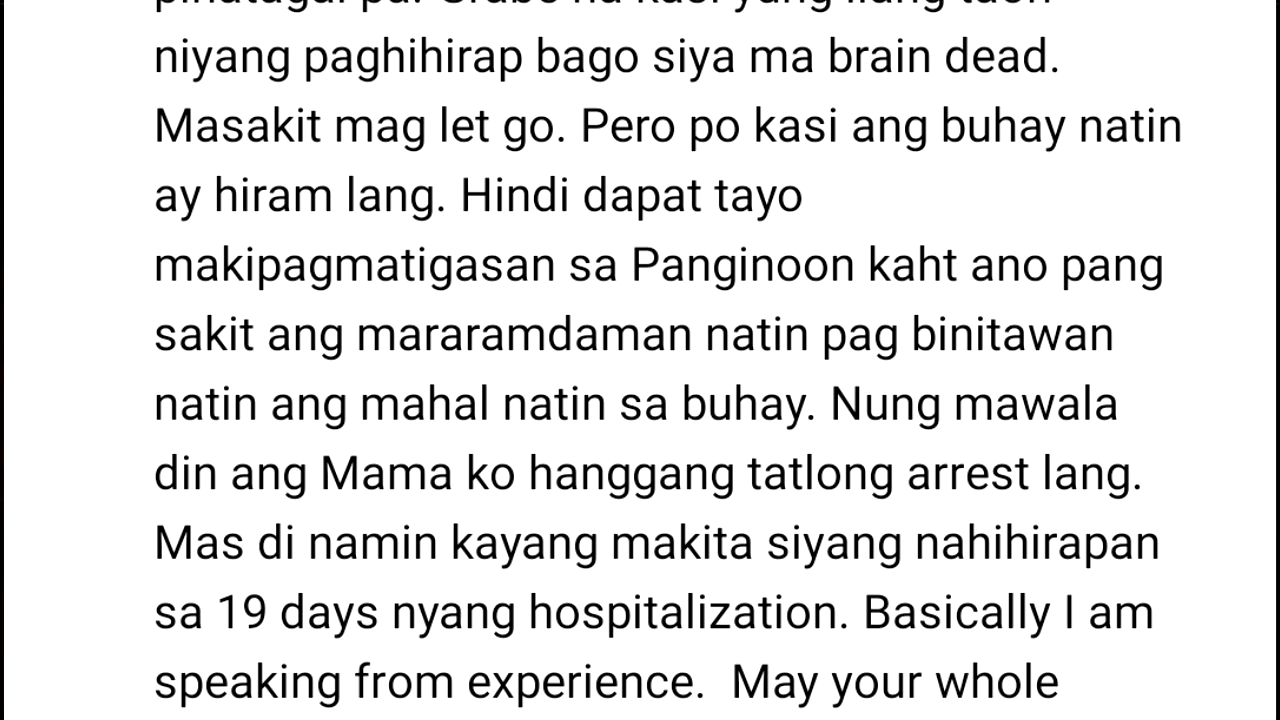 niyang paghihirap bago siya ma brain dead.
Masakit mag let go. Pero po kasi ang buhay natin
ay hiram lang. Hindi dapat tayo
makipagmatigasan sa Panginoon kaht ano pang
sakit ang mararamdaman natin pag binitawan
natin ang mahal natin sa buhay. Nung mawala
din ang Mama ko hanggang tatlong arrest lang.
Mas di namin kayang makita siyang nahihirapan
sa 19 days nyang hospitalization. Basically I am
speaking from experience.  May your whole